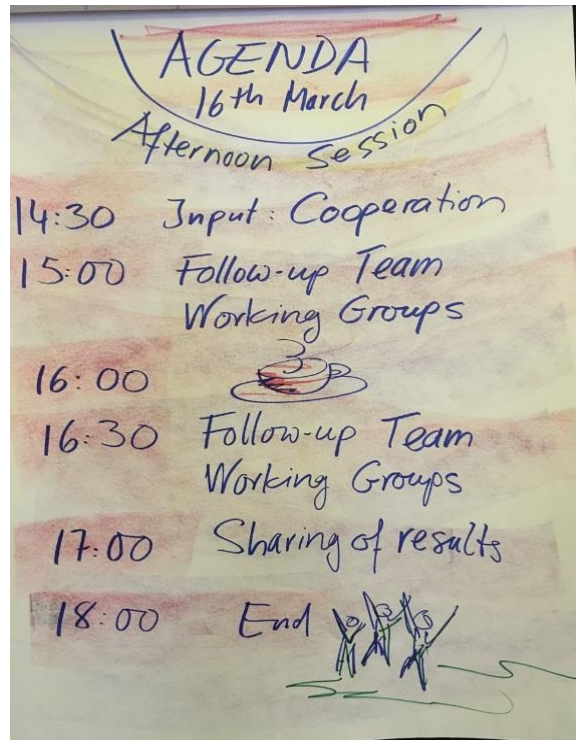 AGENDA
16th March
Afternoon Session
14:30 Input: Cooperation
15:00 Follow-up Team
Working Groups
16:00
16:30 Follow-up Team
Working Groups
17:00 Sharing of results
18:00 End